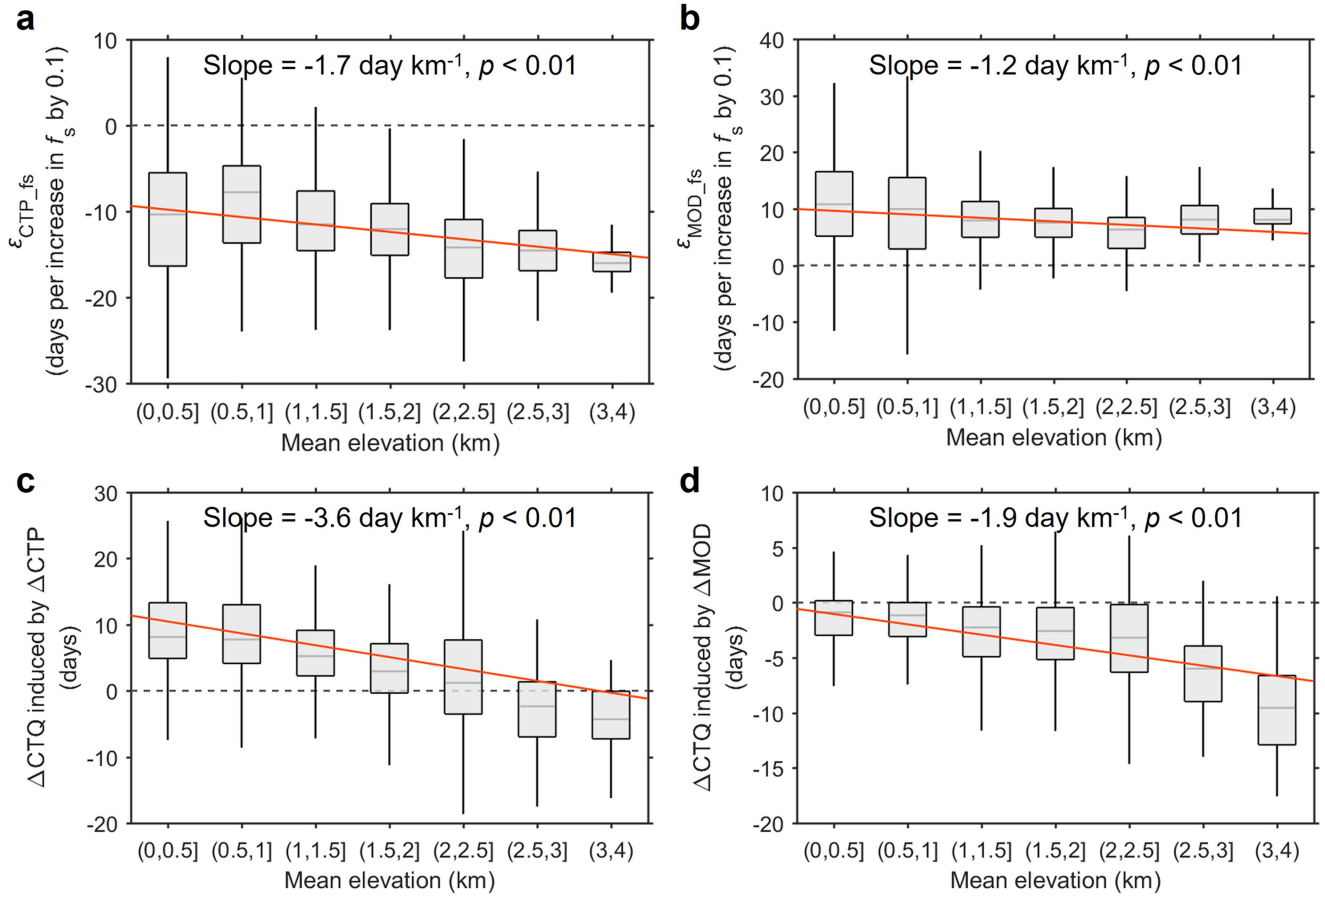 a
Slope = -1.7 day km-1, p < 0.01
εCTP_fs
(days per increase in fs by 0.1)
10
0
-10
-20
-30
(0,0.5] (0.5,1] (1,1.5] (1.5,2] (2,2.5] (2.5,3] (3,4)
Mean elevation (km)
b
Slope = -1.2 day km-1, p < 0.01
εMOD_fs
(days per increase in fs by 0.1)
40
30
20
10
0
-10
-20
(0,0.5] (0.5,1] (1,1.5] (1.5,2] (2,2.5] (2.5,3] (3,4)
Mean elevation (km)
c
Slope = -3.6 day km-1, p < 0.01
ΔCTQ induced by ΔCTP
(days)
30
20
10
0
-10
-20
(0,0.5] (0.5,1] (1,1.5] (1.5,2] (2,2.5] (2.5,3] (3,4)
Mean elevation (km)
d
Slope = -1.9 day km-1, p < 0.01
ΔCTQ induced by ΔMOD
(days)
10
5
0
-5
-10
-15
-20
(0,0.5] (0.5,1] (1,1.5] (1.5,2] (2,2.5] (2.5,3] (3,4)
Mean elevation (km)